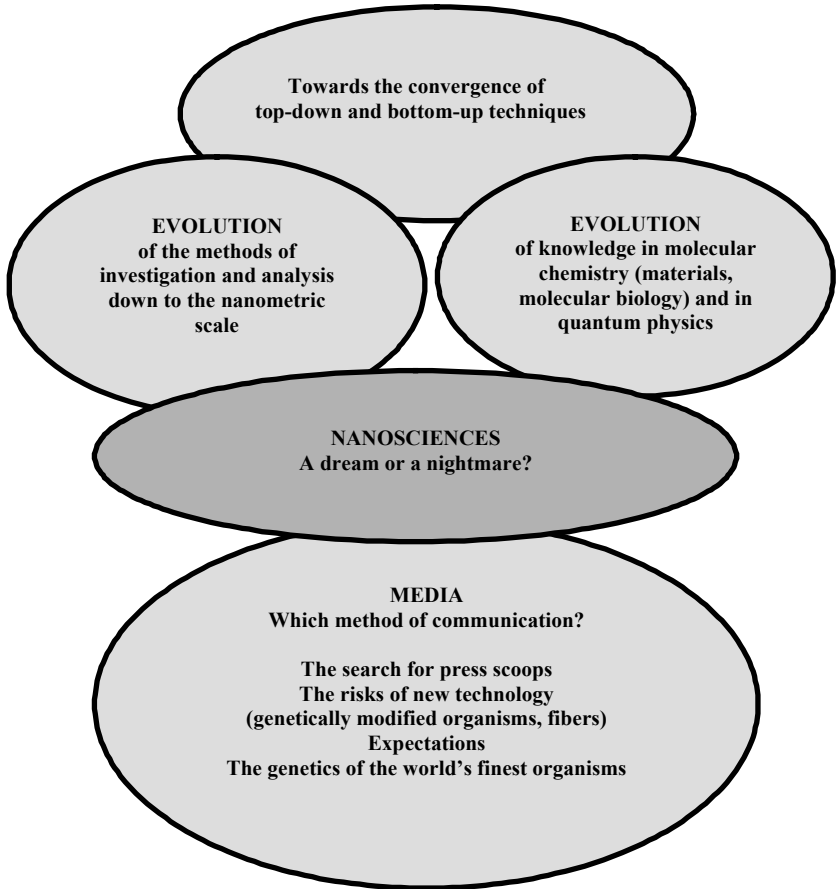 Towards the convergence of
top-down and bottom-up techniques
EVOLUTION
of the methods of
investigation and analysis
down to the nanometric
scale
EVOLUTION
of knowledge in molecular
chemistry (materials,
molecular biology) and in
quantum physics
NANOSCIENCES
A dream or a nightmare?
MEDIA
Which method of communication?
The search for press scoops
The risks of new technology
(genetically modified organisms, fibers)
Expectations
The genetics of the world's finest organisms